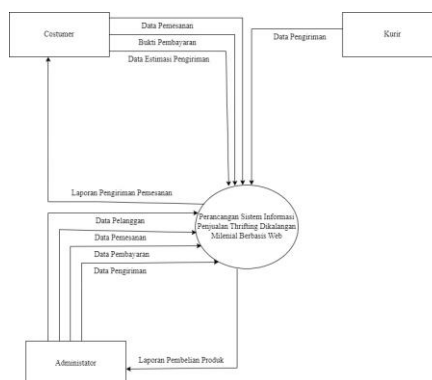 Data Pemesanan
Costumer
Bukti Pembayaran
Data Estimasi Pengiriman
Data Pengiriman
Kurir
Laporan Pengiriman Pemesanan
Perancangan Sistem Informasi
Penjualan Thrifting Dikalangan
Milenial Berbasis Web
Data Pelanggan
Data Pemesanan
Data Pembayaran
Data Pengiriman
Laporan Pembelian Produk
Administator